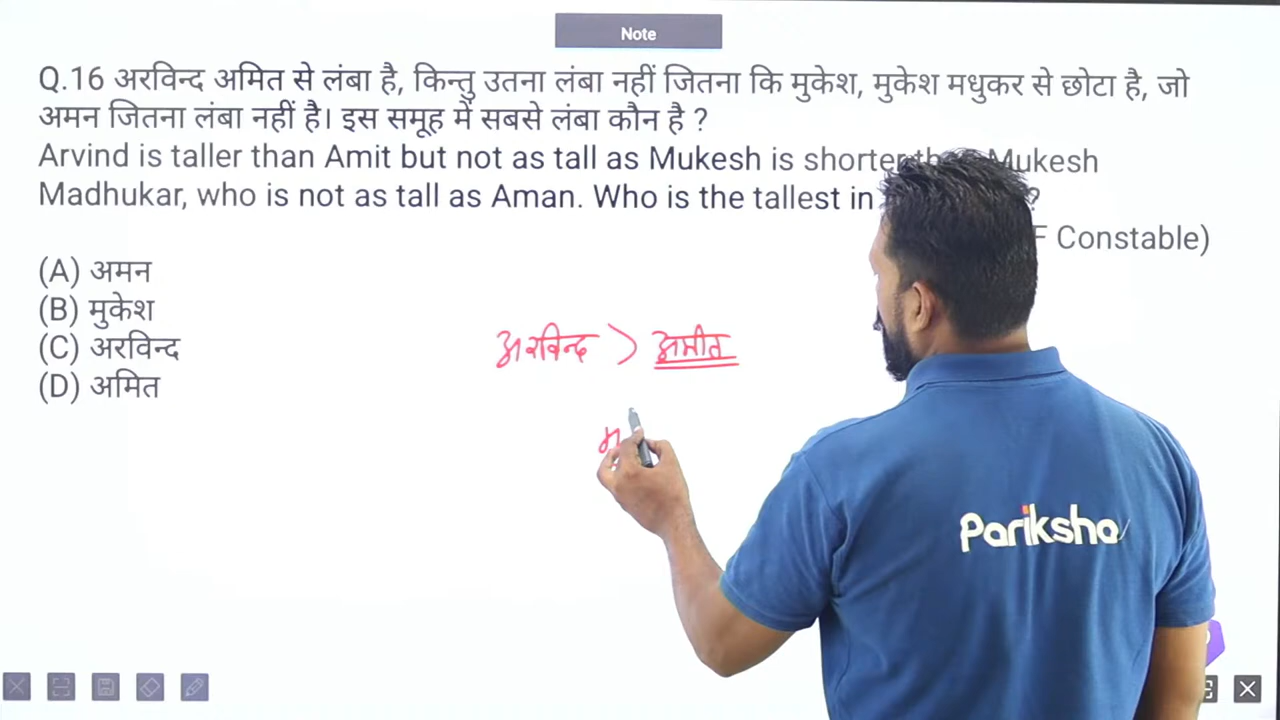 Note
Q.16 अरविन्द अमित से लंबा है, किन्तु उतना लंबा नहीं जितना कि मुकेश, मुकेश मधुकर से छोटा है, जो
अमन जितना लंबा नहीं है। इस समूह में सबसे लंबा कौन है ?
Arvind is taller than Amit but not as tall as Mukesh is shorter Mukesh
Madhukar, who is not as tall as Aman. Who is the tallest in ?
Constable)
(A) अमन
(B) मुकेश
(C) अरविन्द
(D) अमित
अरविन्द > अमीत
म
Pariksha